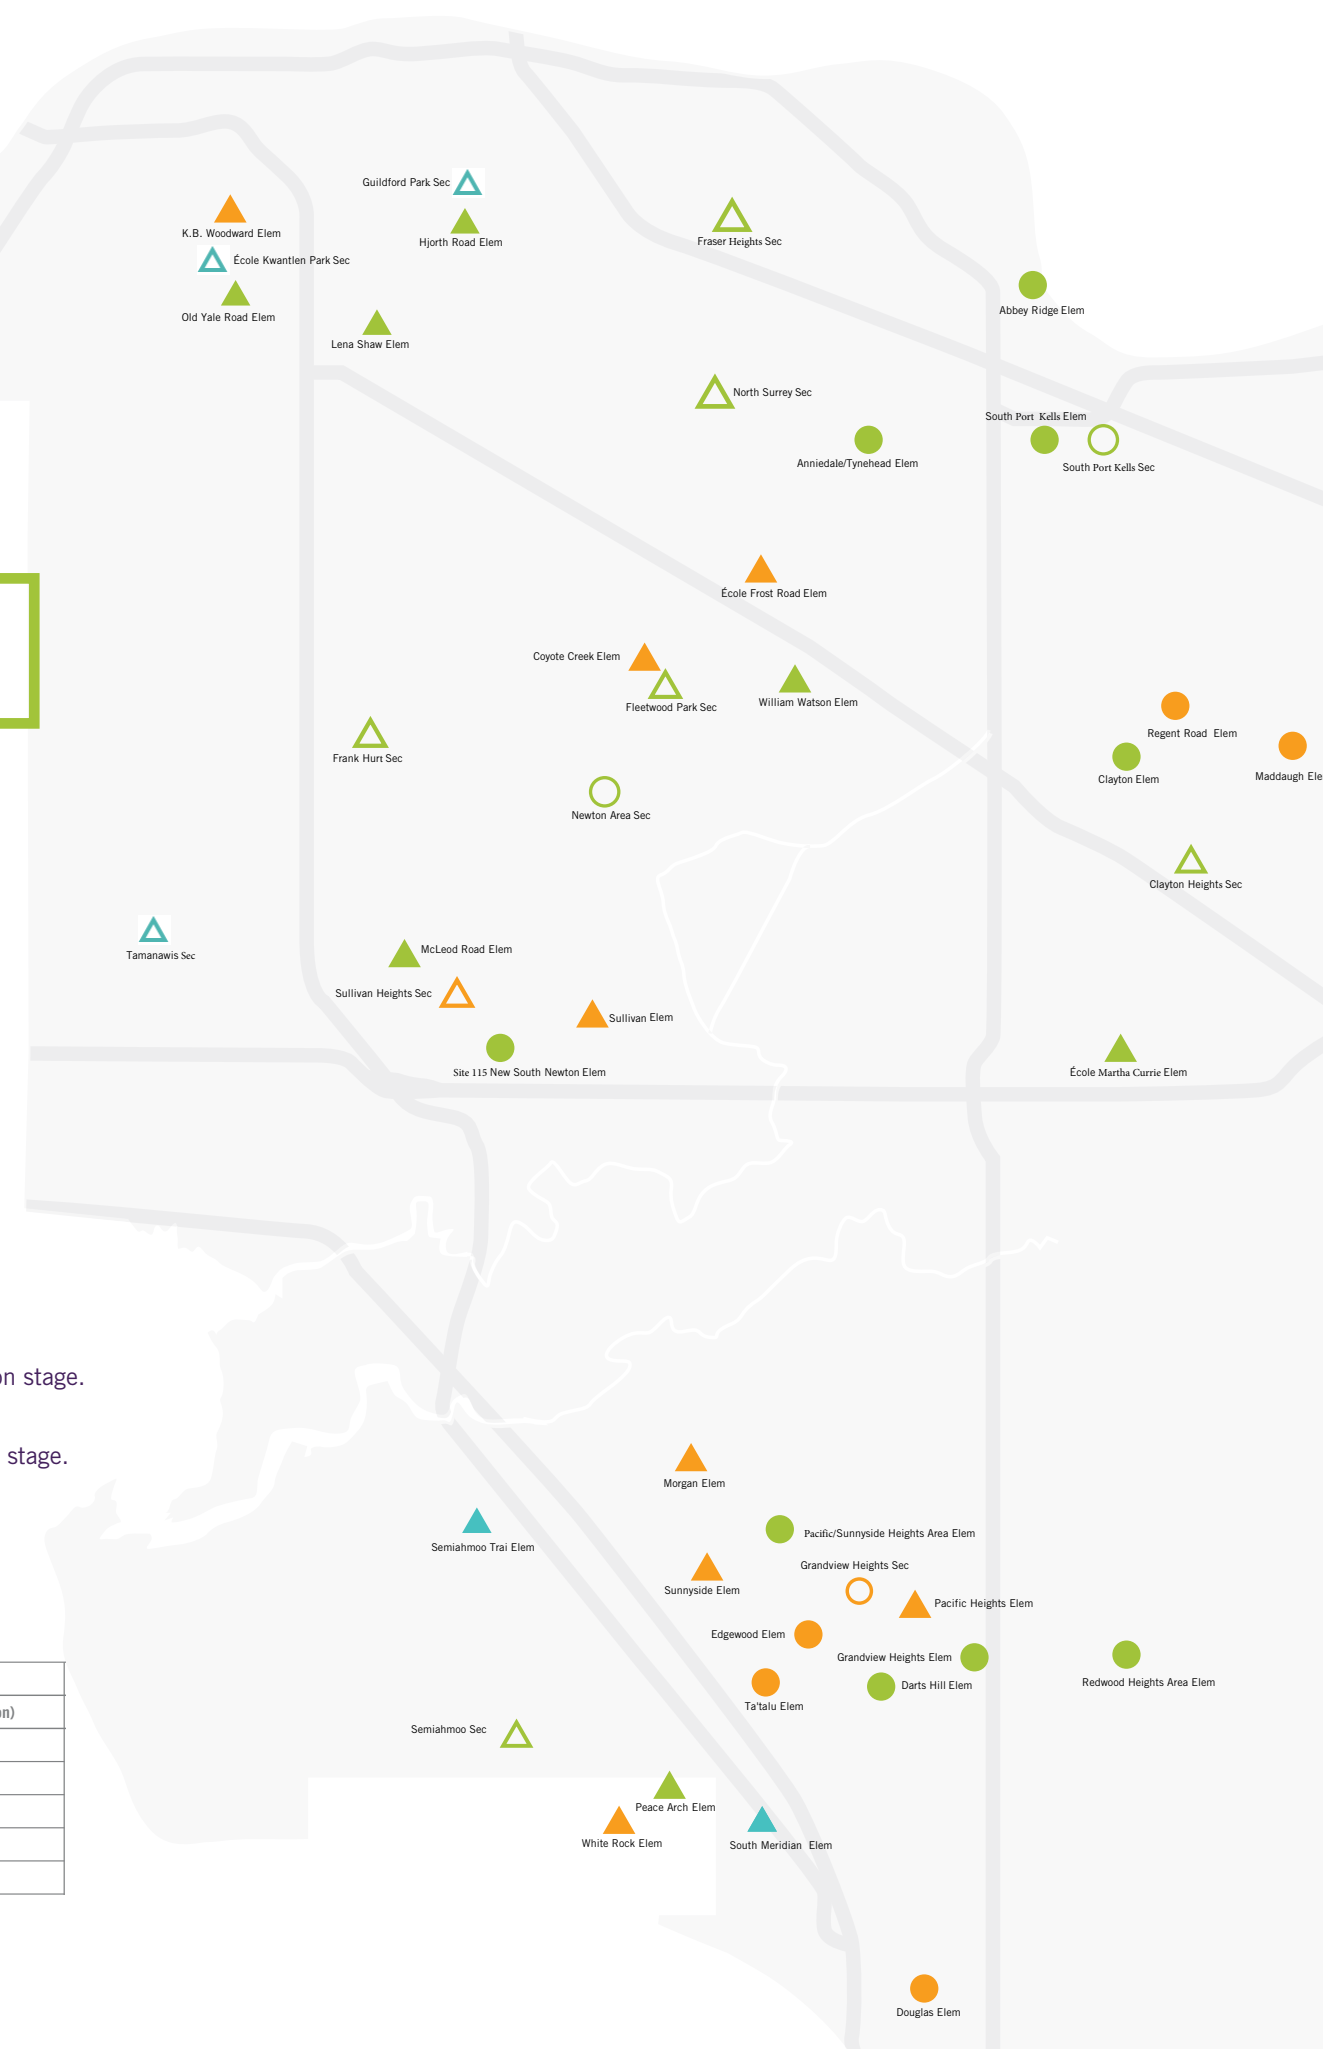 Guildford Park Sec
K.B. Woodward Elem
Hjorth Road Elem
Fraser Heights Sec
École Kwantlen Park Sec
Old Yale Road Elem
Abbey Ridge Elem
Lena Shaw Elem
North Surrey Sec
South Port Kells Elem
Anniedale/Tynehead Elem
South Port Kells Sec
École Frost Road Elem
Coyote Creek Elem
Fleetwood Park Sec
William Watson Elem
Regent Road Elem
Frank Hurt Sec
Clayton Elem
Maddaugh Ele
Newton Area Sec
Clayton Heights Sec
Tamanawis Sec
McLeod Road Elem
Sullivan Heights Sec
Sullivan Elem
Site 115 New South Newton Elem
École Martha Currie Elem
on stage.
stage.
Morgan Elem
Semiahmoo Trai Elem
Pacific/Sunnyside Heights Area Elem
Grandview Heights Sec
Sunnyside Elem
Pacific Heights Elem
Edgewood Elem
Grandview Heights Elem
Darts Hill Elem
Redwood Heights Area Elem
Ta'talu Elem
on)
Semiahmoo Sec
Peace Arch Elem
White Rock Elem
South Meridian Elem
Douglas Elem